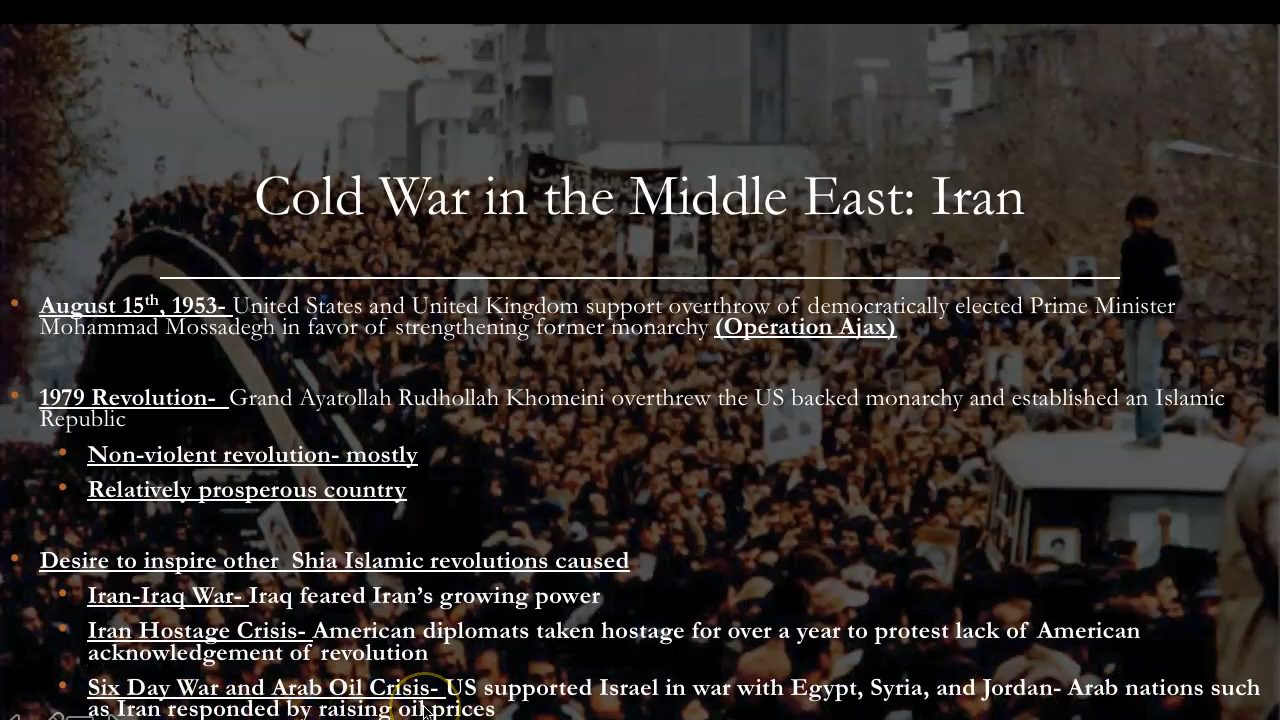 Cold War in the Middle East: Iran
August 15th, 1953- United States and United Kingdom support overthrow of democratically elected Prime Minister
Mohammad Mossadegh in favor of strengthening former monarchy (Operation Ajax)
1979 Revolution- Grand Ayatollah Rudhollah Khomeini overthrew the US backed monarchy and established an Islamic
Republic
Non-violent revolution- mostly
Relatively prosperous country
Desire to inspire other Shia Islamic revolutions caused
Iran-Iraq War- Iraq feared Iran’s growing power
Iran Hostage Crisis- American diplomats taken hostage for over a year to protest lack of American
acknowledgement of revolution
Six Day War and Arab Oil Crisis- US supported Israel in war with Egypt, Syria, and Jordan- Arab nations such
as Iran responded by raising oil prices